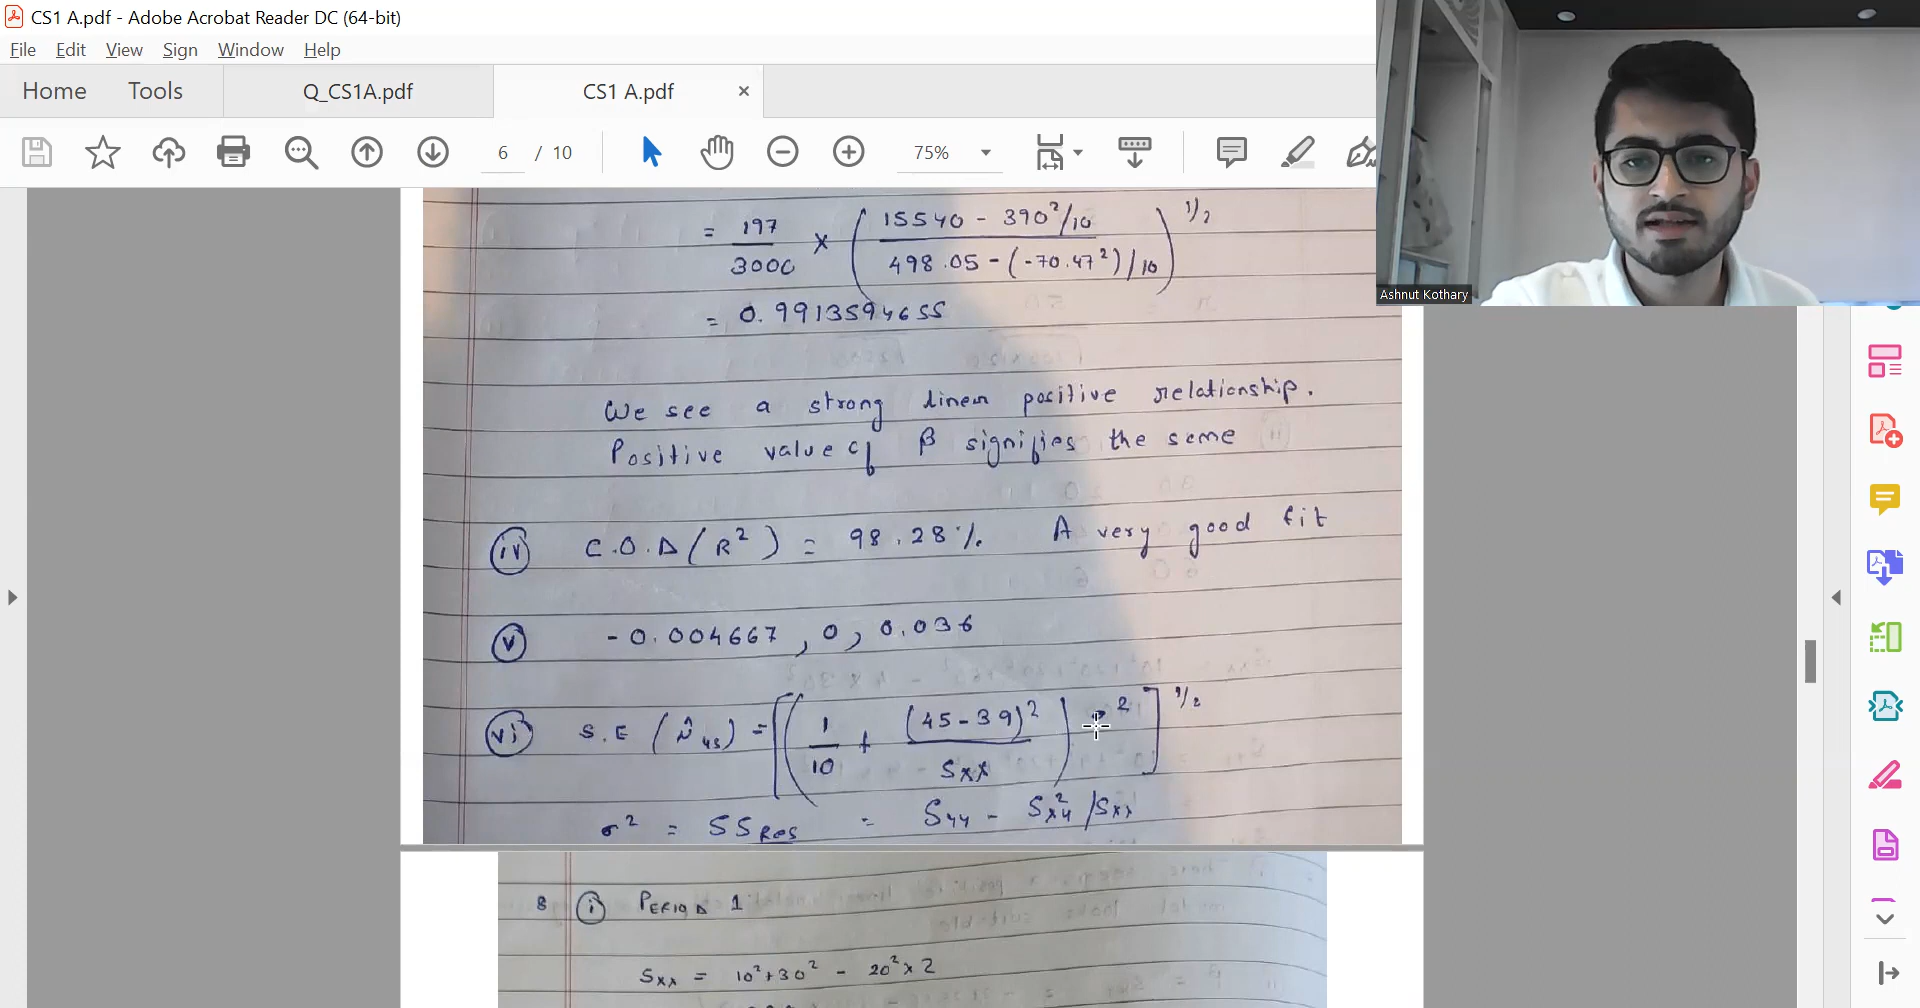 CS1 A.pdf - Adobe Acrobat Reader DC (64-bit)
File Edit View Sign Window Help
Home Tools Q_CS1A.pdf CS1 A.pdf ×
6 / 10 75%
Ashnut Kothary
= 197/3000 × ( (15540 - 390²/10) / (498.05 - (-70.47²)/10) )^1/2
= 0.9913594655
We see a strong linear positive relationship.
Positive value of β signifies the same
(iv) C.O.D (R²) = 98.28% A very good fit
(v) -0.004667, 0, 0.036
(vi) S.E (μ̂45) = [ ( 1/10 + (45-39)²/Sxx ) σ² ]^1/2
σ² = SSRes = Syy - Sxy²/Sxx
8 (i) PERIOD 1
Sxx = 10² + 30² - 20² × 2